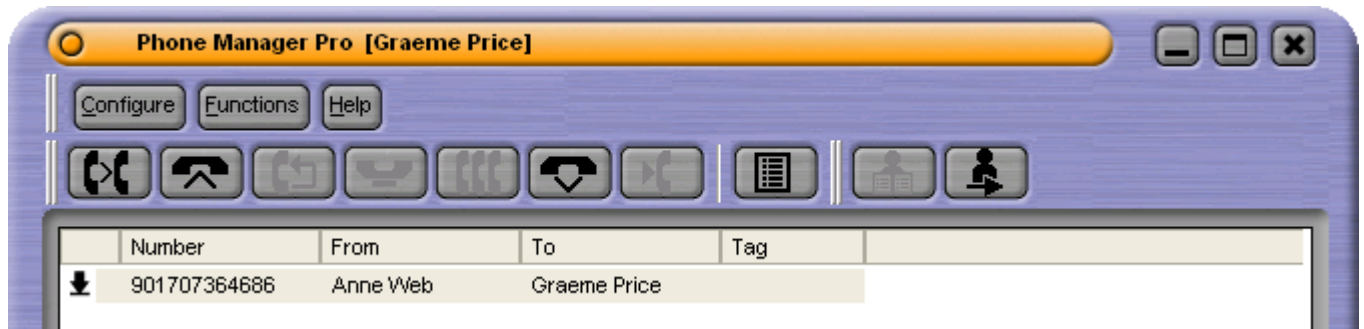 Phone Manager Pro [Graeme Price]
Configure Functions Help
Number From To Tag
901707364686 Anne Web Graeme Price